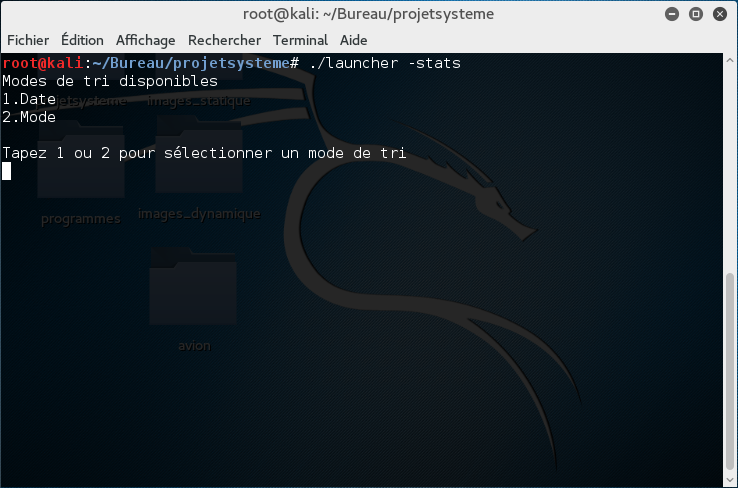 root@kali: ~/Bureau/projetsysteme
Fichier Édition Affichage Rechercher Terminal Aide
root@kali:~/Bureau/projetsysteme# ./launcher -stats
Modes de tri disponibles
projetsysteme images_statique
1.Date
2.Mode
Tapez 1 ou 2 pour sélectionner un mode de tri
programmes images_dynamique
avion